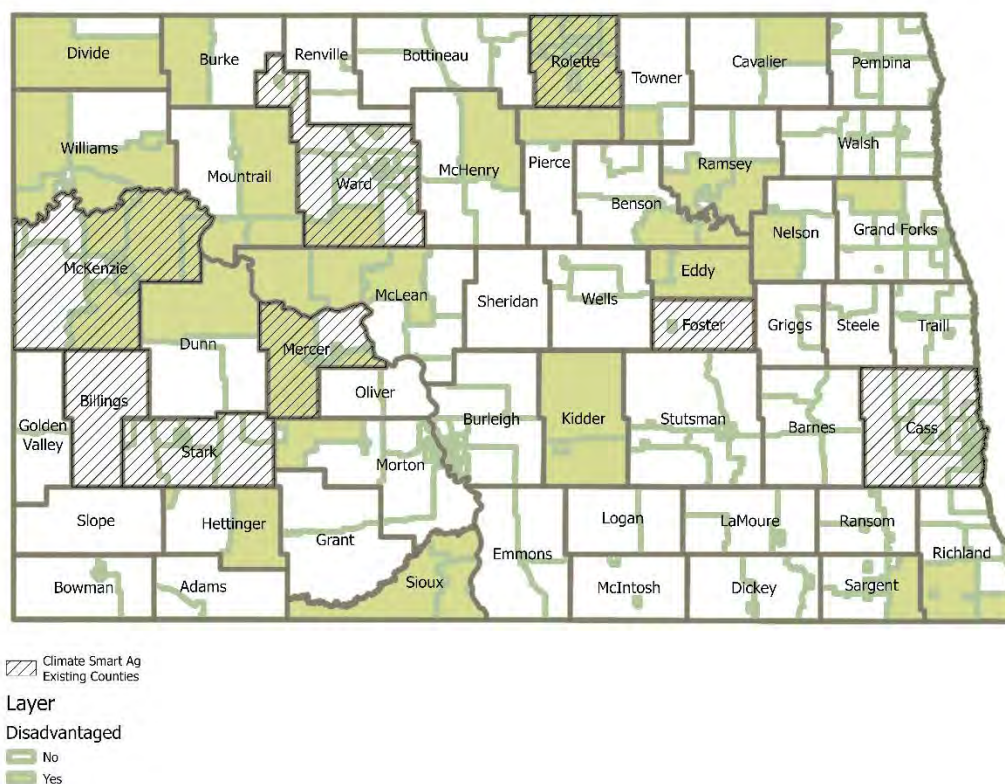 Divide
Burke
Renville
Bottineau
Rolette
Towner
Cavalier
Pembina
Williams
Mountrail
Ward
McHenry
Pierce
Benson
Ramsey
Walsh
McKenzie
McLean
Sheridan
Wells
Eddy
Nelson
Grand Forks
Dunn
Mercer
Foster
Griggs
Steele
Traill
Golden
Valley
Billings
Stark
Oliver
Morton
Burleigh
Kidder
Stutsman
Barnes
Cass
Slope
Hettinger
Grant
Emmons
Logan
LaMoure
Ransom
Richland
Bowman
Adams
Sioux
McIntosh
Dickey
Sargent
Climate Smart Ag
Existing Counties
Layer
Disadvantaged
No
Yes